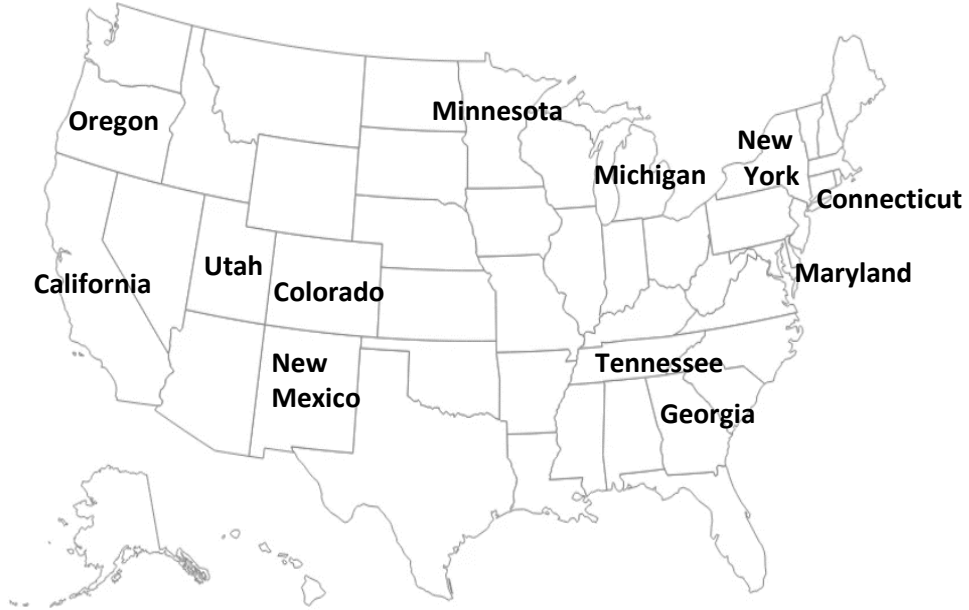 Oregon
Minnesota
New
York
Michigan
Connecticut
Utah
Maryland
California
Colorado
New
Mexico
Tennessee
Georgia